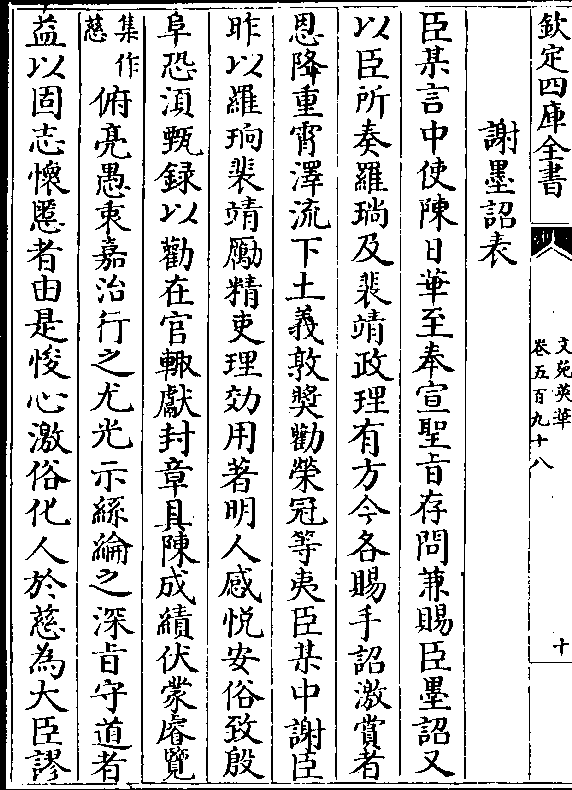 欽定四庫全書
文苑英華
卷五百九十八
十
謝墨詔表
臣某言中使陳日華至奉宣聖㫖存問兼賜臣墨詔又
以臣所奏羅珦及裴靖政理有方今各賜手詔激賞者
恩降重霄澤流下土義敦奬勸榮冠等夷臣某中謝臣
昨以羅珦裴靖勵精吏理効用著明人感悦安俗致殷
阜恐湏甄録以勸在官輙獻封章具陳成績伏蒙睿覽
集作慈
俯亮愚衷嘉治行之尤光示絲綸之深㫖守道者
益以固志懷慝者由是悛心激俗化人於慈為大臣謬